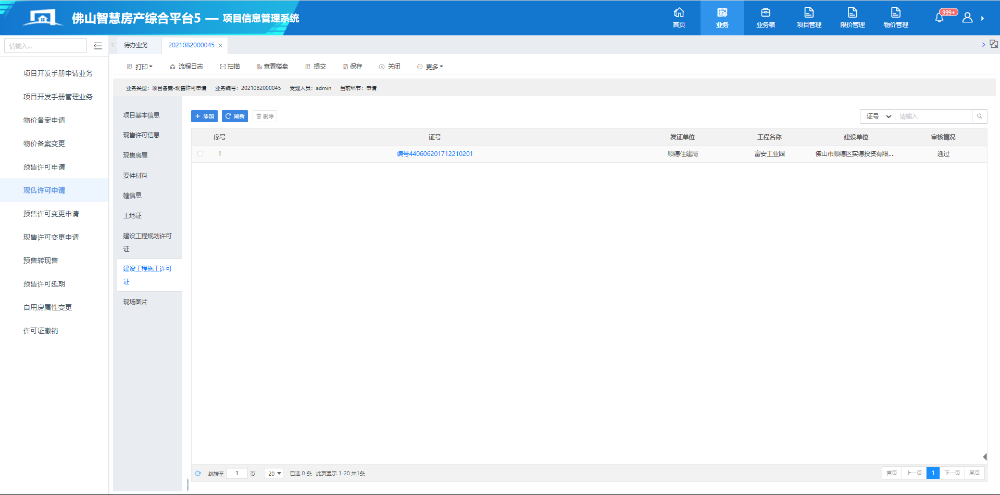 佛山智慧房产综合平台5 — 项目信息管理系统
首页
业务
业务箱
项目管理
限价管理
物价管理
999+
请输入...
待办业务
2021082000045
项目开发手册申请业务
项目开发手册管理业务
物价备案申请
物价备案变更
预售许可申请
现售许可申请
预售许可变更申请
现售许可变更申请
预售转现售
预售许可延期
自用房属性变更
许可证撤销
打印
流程日志
扫描
查看楼盘
提交
保存
关闭
更多
业务类型：项目备案-现售许可申请 业务编号：2021082000045 受理人员：admin 当前环节：申请
项目基本信息
现售许可信息
现售房屋
要件材料
幢信息
土地证
建设工程规划许可
证
建设工程施工许可
证
现场图片
添加
刷新
删除
证号
请输入
序号 证号 发证单位 工程名称 建设单位 审核情况
1 编号440606201712210201 顺德住建局 富安工业园 佛山市顺德区实德投资有限... 通过
跳转至 1 页 20 已选 0 条 此页显示 1-20 共1条
首页 上一页 1 下一页 尾页